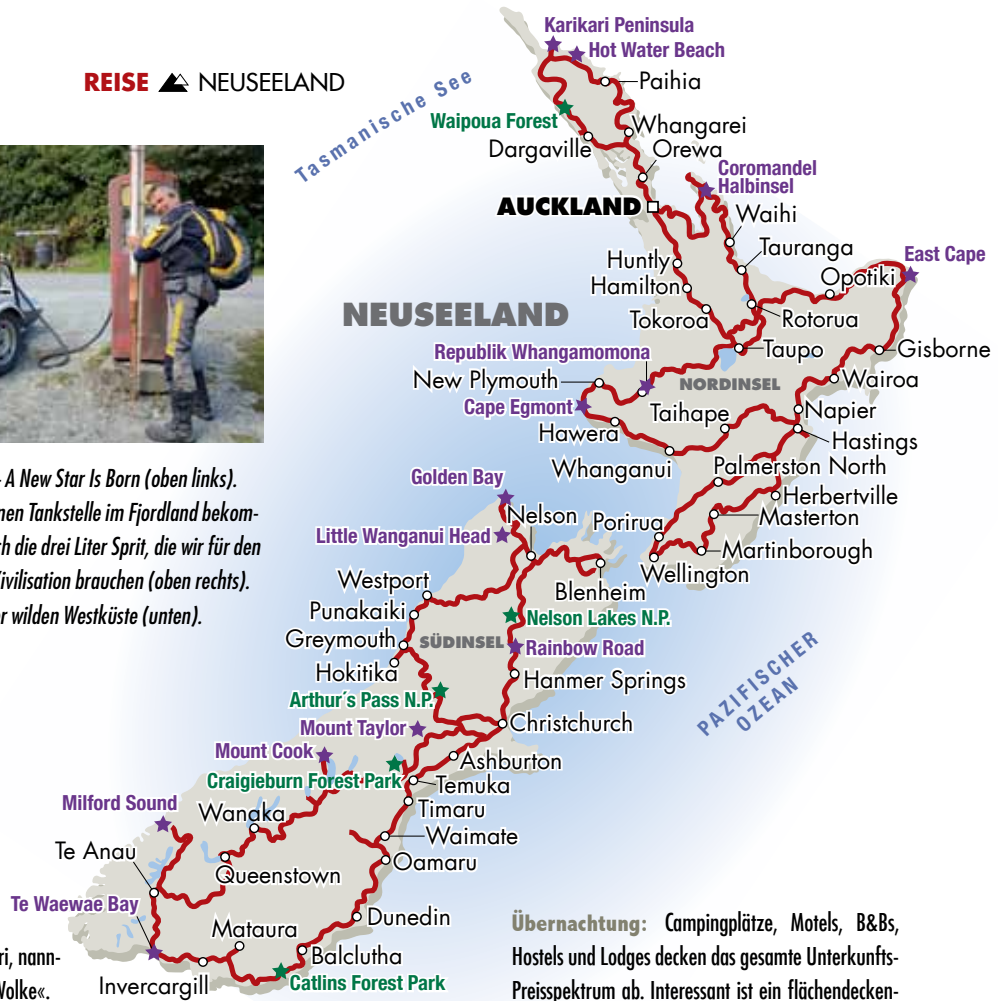 REISE NEUSEELAND
Karikari Peninsula
Hot Water Beach
Paihia
Tasmanische See
Waipoua Forest
Whangarei
Dargaville
Orewa
Coromandel
Halbinsel
AUCKLAND
Waihi
Tauranga
East Cape
Huntly
Opotiki
Hamilton
NEUSEELAND
Tokoroa
Rotorua
Republik Whangamomona
Taupo
Gisborne
New Plymouth
NORDINSEL
Wairoa
Cape Egmont
Taihape
Napier
Hawera
Hastings
Whanganui
Palmerston North
- A New Star Is Born (oben links).
nen Tankstelle im Fjordland bekom-
ch die drei Liter Sprit, die wir für den
ivilisation brauchen (oben rechts).
r wilden Westküste (unten).
Golden Bay
Herbertville
Nelson
Porirua
Masterton
Little Wanganui Head
Martinborough
Wellington
Westport
Blenheim
Punakaiki
Nelson Lakes N.P.
Greymouth
SÜDINSEL
Rainbow Road
Hokitika
Hanmer Springs
PAZIFISCHER
OZEAN
Arthur´s Pass N.P.
Christchurch
Mount Taylor
Mount Cook
Ashburton
Craigieburn Forest Park
Temuka
Milford Sound
Timaru
Wanaka
Waimate
Te Anau
Oamaru
Queenstown
Te Waewae Bay
Dunedin
Mataura
Balclutha
Invercargill
Catlins Forest Park
ri, nann-
Volke«.
Übernachtung: Campingplätze, Motels, B&Bs,
Hostels und Lodges decken das gesamte Unterkunfts-
Preisspektrum ab. Interessant ist ein flächendecken-